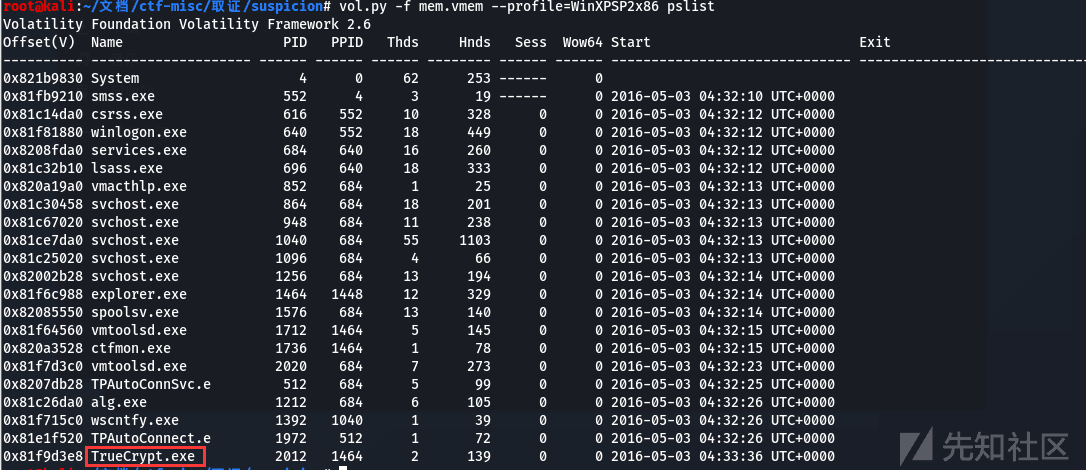 root@kali:~/文档/ctf-misc/取证/suspicion# vol.py -f mem.vmem --profile=WinXPSP2x86 pslist
Volatility Foundation Volatility Framework 2.6
Offset(V)  Name                    PID   PPID   Thds     Hnds   Sess  Wow64 Start                          Exit
---------- -------------------- ------ ------ ------ -------- ------ ------ ------------------------------ ------------------------------
0x821b9830 System                    4      0     62      253 ------      0
0x81fb9210 smss.exe                552      4      3       19 ------      0 2016-05-03 04:32:10 UTC+0000
0x81c14da0 csrss.exe               616    552     10      328      0      0 2016-05-03 04:32:12 UTC+0000
0x81f81880 winlogon.exe            640    552     18      449      0      0 2016-05-03 04:32:12 UTC+0000
0x8208fda0 services.exe            684    640     16      260      0      0 2016-05-03 04:32:12 UTC+0000
0x81c32b10 lsass.exe               696    640     18      333      0      0 2016-05-03 04:32:12 UTC+0000
0x820a19a0 vmacthlp.exe            852    684      1       25      0      0 2016-05-03 04:32:13 UTC+0000
0x81c30458 svchost.exe             864    684     18      201      0      0 2016-05-03 04:32:13 UTC+0000
0x81c67020 svchost.exe             948    684     11      238      0      0 2016-05-03 04:32:13 UTC+0000
0x81ce7da0 svchost.exe            1040    684     55     1103      0      0 2016-05-03 04:32:13 UTC+0000
0x81c25020 svchost.exe            1096    684      4       66      0      0 2016-05-03 04:32:13 UTC+0000
0x82002b28 svchost.exe            1256    684     13      194      0      0 2016-05-03 04:32:14 UTC+0000
0x81f6c988 explorer.exe           1464   1448     12      329      0      0 2016-05-03 04:32:14 UTC+0000
0x82085550 spoolsv.exe            1576    684     13      140      0      0 2016-05-03 04:32:14 UTC+0000
0x81f64560 vmtoolsd.exe           1712   1464      5      145      0      0 2016-05-03 04:32:15 UTC+0000
0x820a3528 ctfmon.exe             1736   1464      1       78      0      0 2016-05-03 04:32:15 UTC+0000
0x81f7d3c0 vmtoolsd.exe           2020    684      7      273      0      0 2016-05-03 04:32:23 UTC+0000
0x8207db28 TPAutoConnSvc.e         512    684      5       99      0      0 2016-05-03 04:32:25 UTC+0000
0x81c26da0 alg.exe                1212    684      6      105      0      0 2016-05-03 04:32:26 UTC+0000
0x81f715c0 wscntfy.exe            1392   1040      1       39      0      0 2016-05-03 04:32:26 UTC+0000
0x81e1f520 TPAutoConnect.e        1972    512      1       72      0      0 2016-05-03 04:32:26 UTC+0000
0x81f9d3e8 TrueCrypt.exe          2012   1464      2      139      0      0 2016-05-03 04:33:36 UTC+0000
先知社区